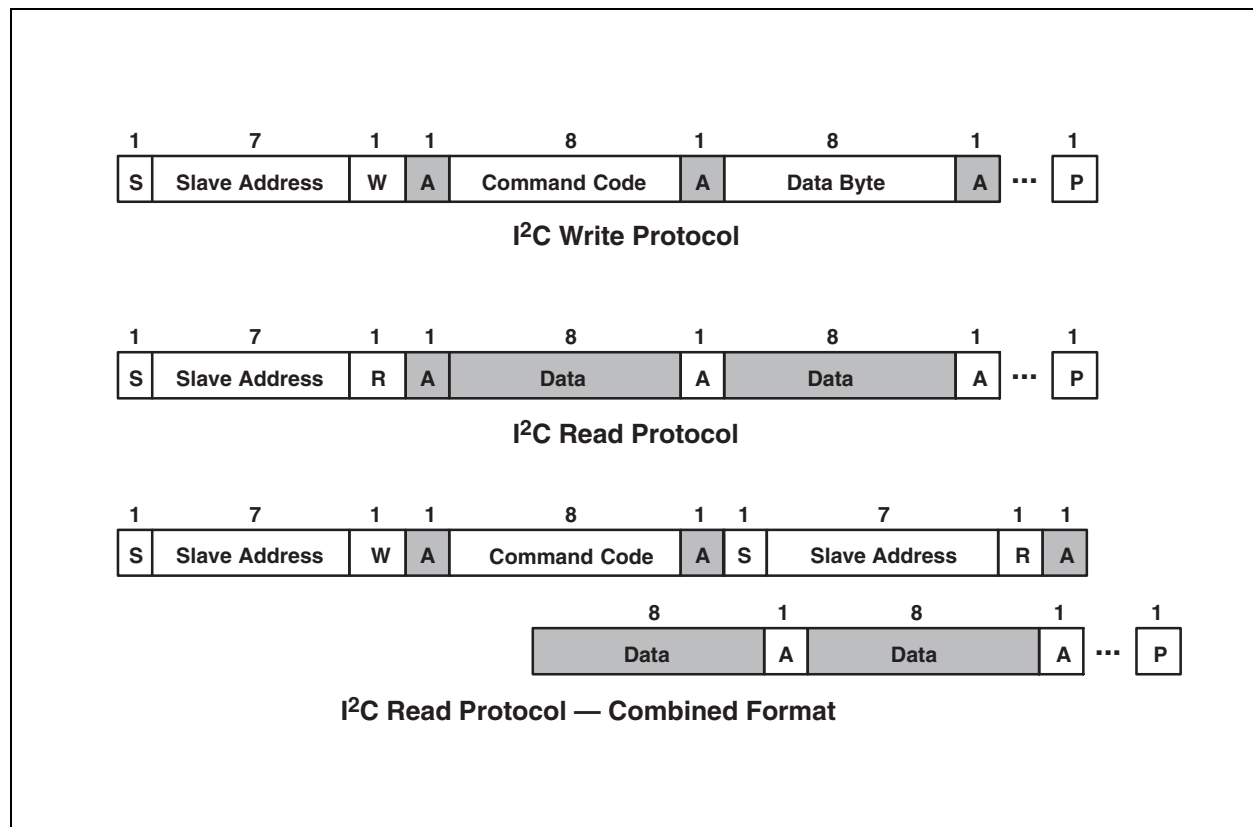 1 7 1 1 8 1 8 1 1
S Slave Address W A Command Code A Data Byte A ... P
I²C Write Protocol
1 7 1 1 8 1 8 1 1
S Slave Address R A Data A Data A ... P
I²C Read Protocol
1 7 1 1 8 1 1 7 1 1
S Slave Address W A Command Code A S Slave Address R A
8 1 8 1 1
Data A Data A ... P
I²C Read Protocol — Combined Format